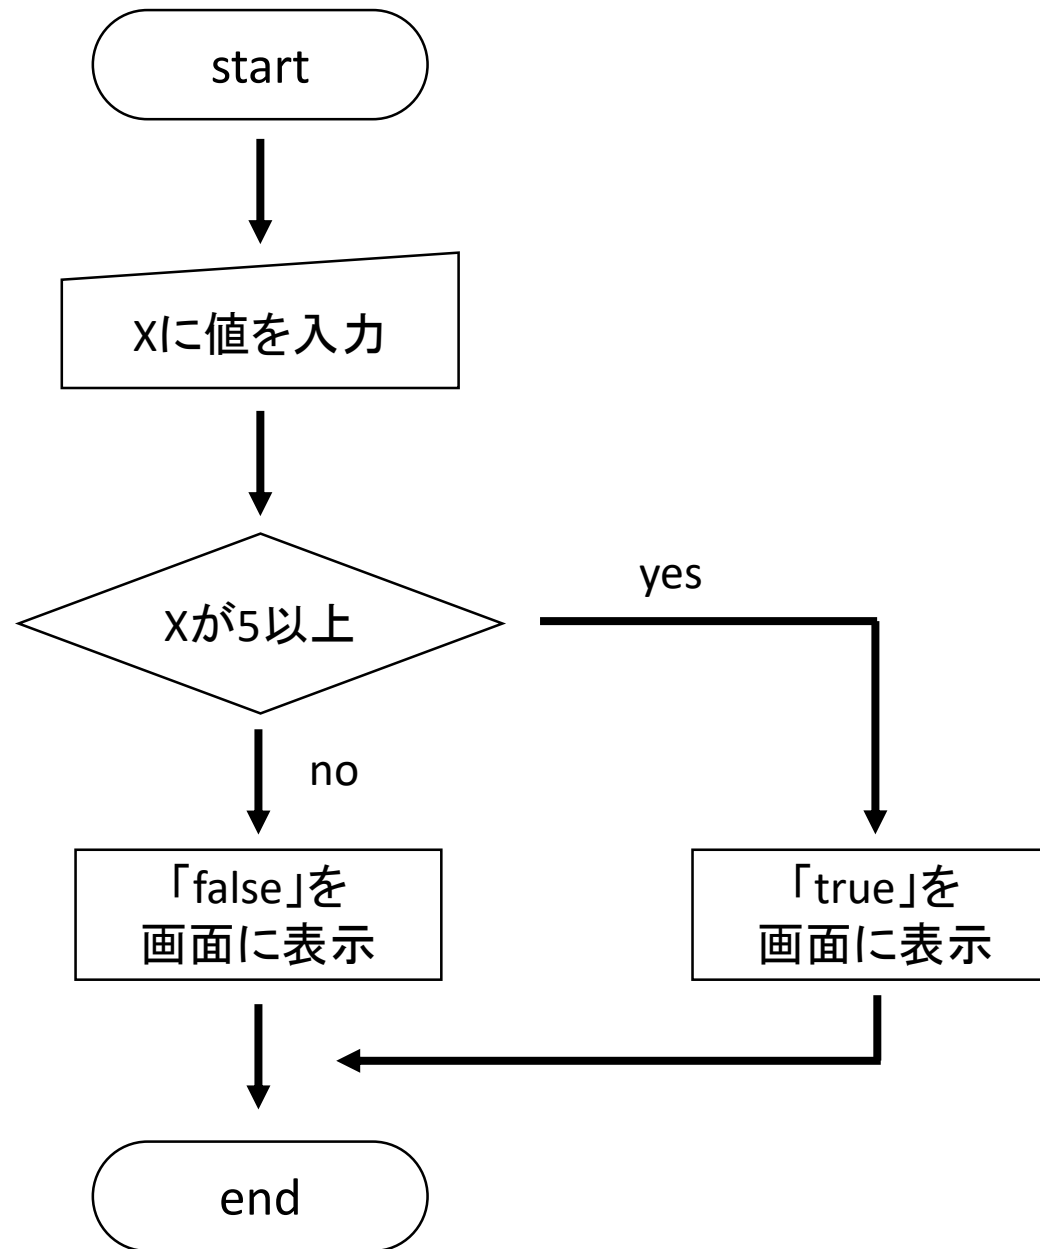 start
Xに値を入力
Xが5以上
yes
no
「false」を
画面に表示
「true」を
画面に表示
end